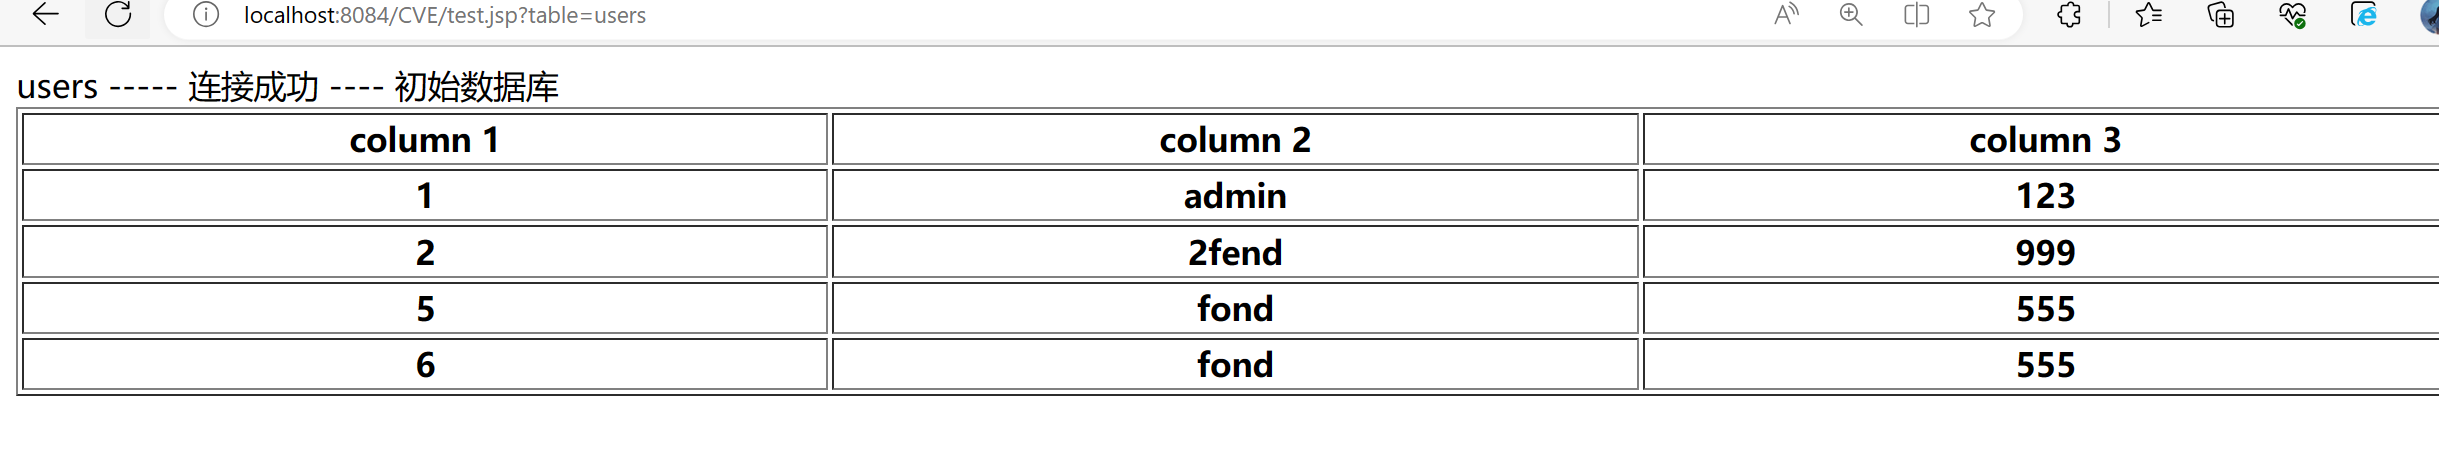 localhost:8084/CVE/test.jsp?table=users
users ----- 连接成功 ---- 初始数据库
column 1 column 2 column 3
1 admin 123
2 2fend 999
5 fond 555
6 fond 555